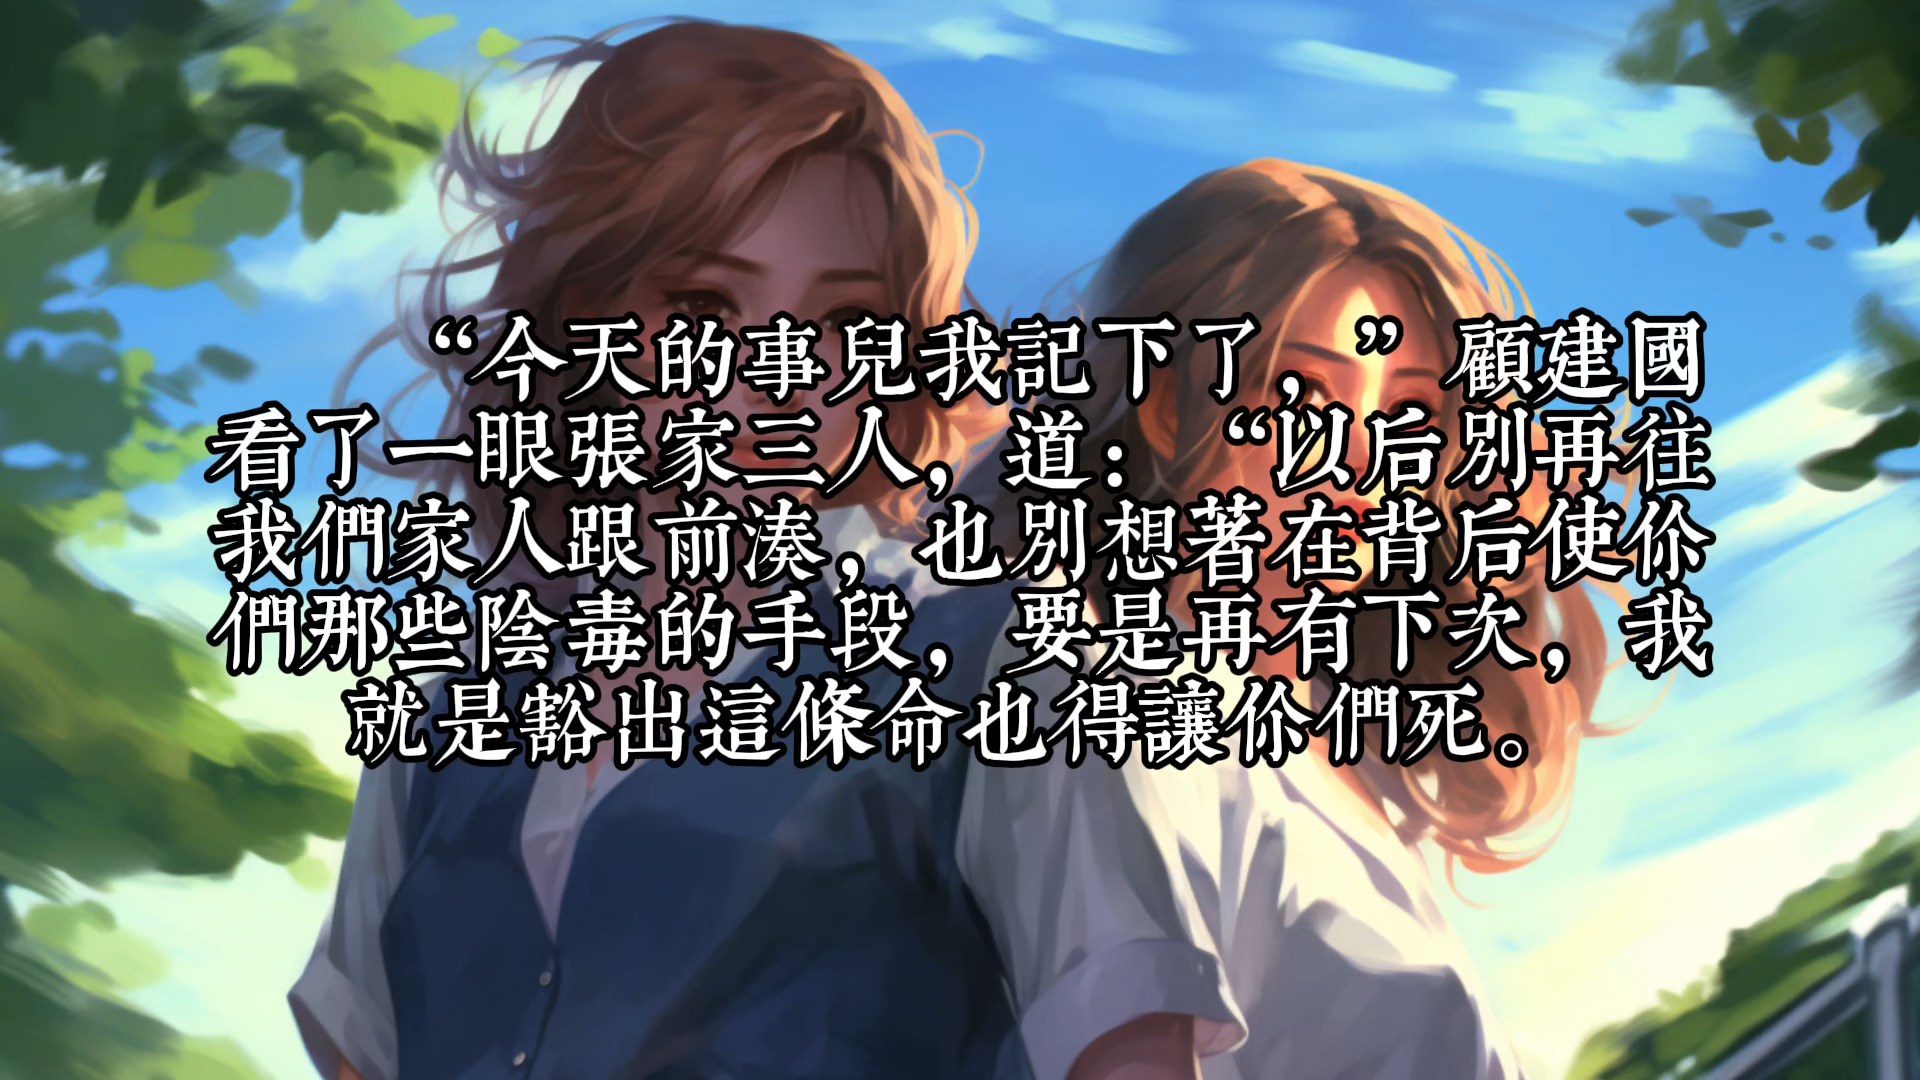 “今天的事兒我記下了，”顧建國
看了一眼張家三人，道：“以后別再往
我們家人跟前湊，也別想著在背后使你
們那些陰毒的手段，要是再有下次，我
就是豁出這條命也得讓你們死。